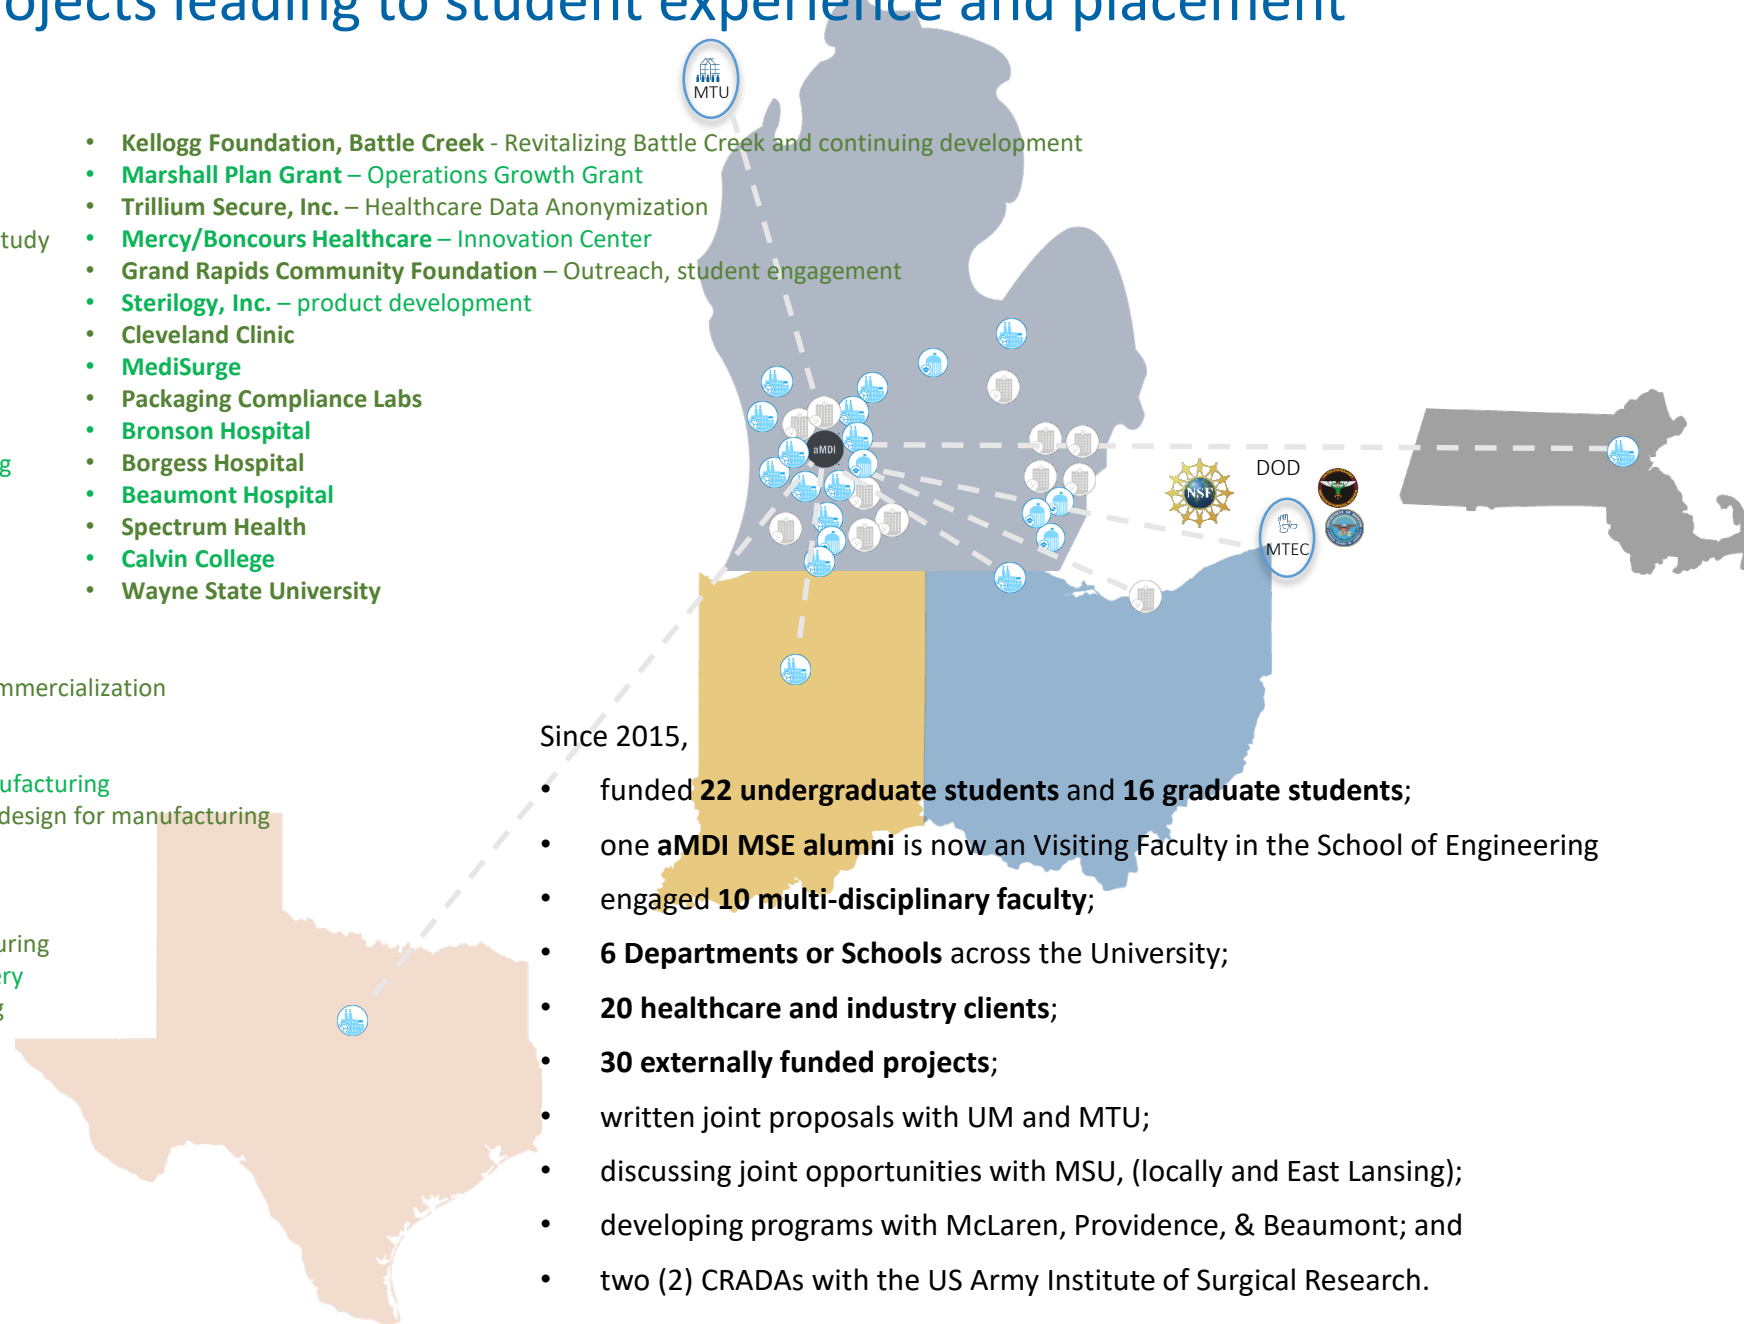 ojects leading to student experience and placement
MTU
• Kellogg Foundation, Battle Creek - Revitalizing Battle Creek and continuing development
• Marshall Plan Grant – Operations Growth Grant
• Trillium Secure, Inc. – Healthcare Data Anonymization
tudy
• Mercy/Boncours Healthcare – Innovation Center
• Grand Rapids Community Foundation – Outreach, student engagement
• Sterilogy, Inc. – product development
• Cleveland Clinic
• MediSurge
• Packaging Compliance Labs
• Bronson Hospital
g
• Borgess Hospital
• Beaumont Hospital
• Spectrum Health
• Calvin College
• Wayne State University
aMDI
NSF
DOD
MTEC
mmercialization
ufacturing
design for manufacturing
uring
ery
g
Since 2015,
• funded 22 undergraduate students and 16 graduate students;
• one aMDI MSE alumni is now an Visiting Faculty in the School of Engineering
• engaged 10 multi-disciplinary faculty;
• 6 Departments or Schools across the University;
• 20 healthcare and industry clients;
• 30 externally funded projects;
• written joint proposals with UM and MTU;
• discussing joint opportunities with MSU, (locally and East Lansing);
• developing programs with McLaren, Providence, & Beaumont; and
• two (2) CRADAs with the US Army Institute of Surgical Research.